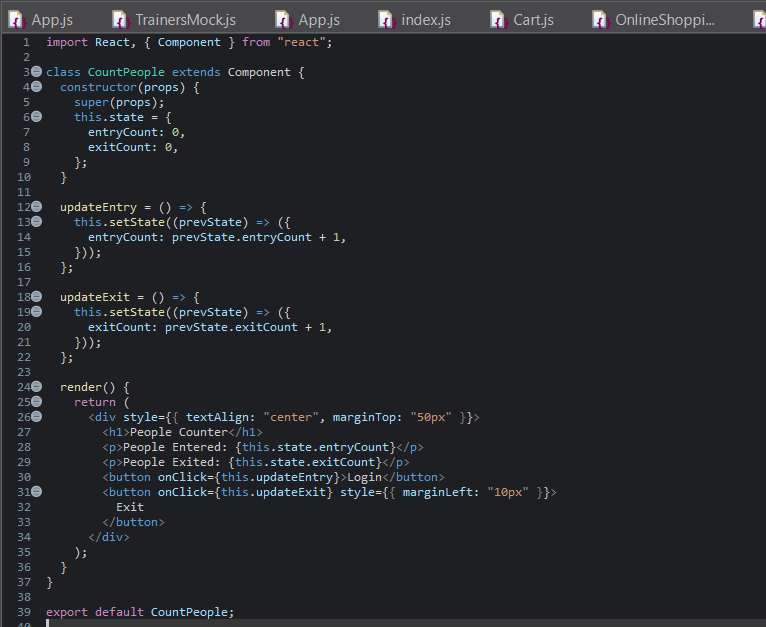 App.js TrainersMock.js App.js index.js Cart.js OnlineShoppi...
1 import React, { Component } from "react";
2
3 class CountPeople extends Component {
4   constructor(props) {
5     super(props);
6     this.state = {
7       entryCount: 0,
8       exitCount: 0,
9     };
10   }
11
12   updateEntry = () => {
13     this.setState((prevState) => ({
14       entryCount: prevState.entryCount + 1,
15     }));
16   };
17
18   updateExit = () => {
19     this.setState((prevState) => ({
20       exitCount: prevState.exitCount + 1,
21     }));
22   };
23
24   render() {
25     return (
26       <div style={{ textAlign: "center", marginTop: "50px" }}>
27         <h1>People Counter</h1>
28         <p>People Entered: {this.state.entryCount}</p>
29         <p>People Exited: {this.state.exitCount}</p>
30         <button onClick={this.updateEntry}>Login</button>
31         <button onClick={this.updateExit} style={{ marginLeft: "10px" }}>
32           Exit
33         </button>
34       </div>
35     );
36   }
37 }
38
39 export default CountPeople;
40